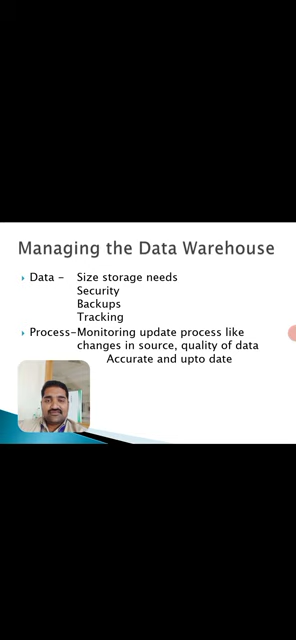 Managing the Data Warehouse
Data - Size storage needs
Security
Backups
Tracking
Process-Monitoring update process like
changes in source, quality of data
Accurate and upto date